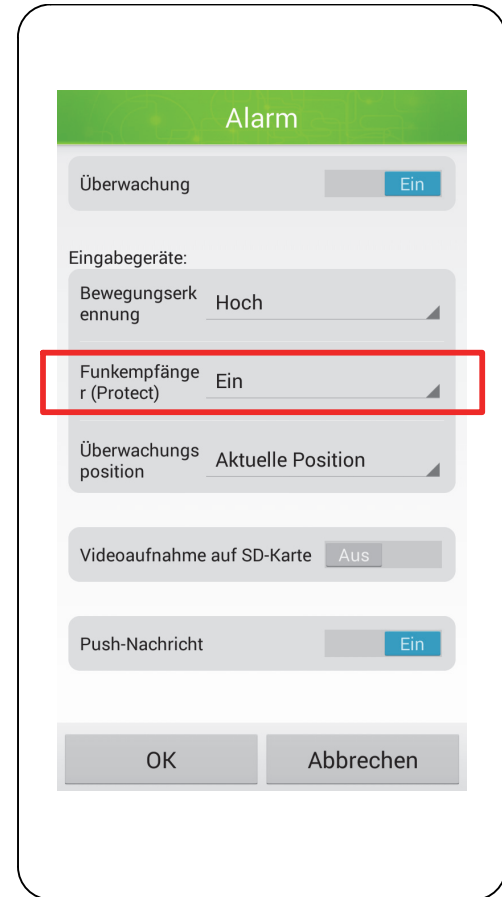 Alarm
Überwachung
Ein
Eingabegeräte:
Bewegungserk
ennung
Hoch
Funkempfänge
r (Protect)
Ein
Überwachungs
position
Aktuelle Position
Videoaufnahme auf SD-Karte
Aus
Push-Nachricht
Ein
OK
Abbrechen